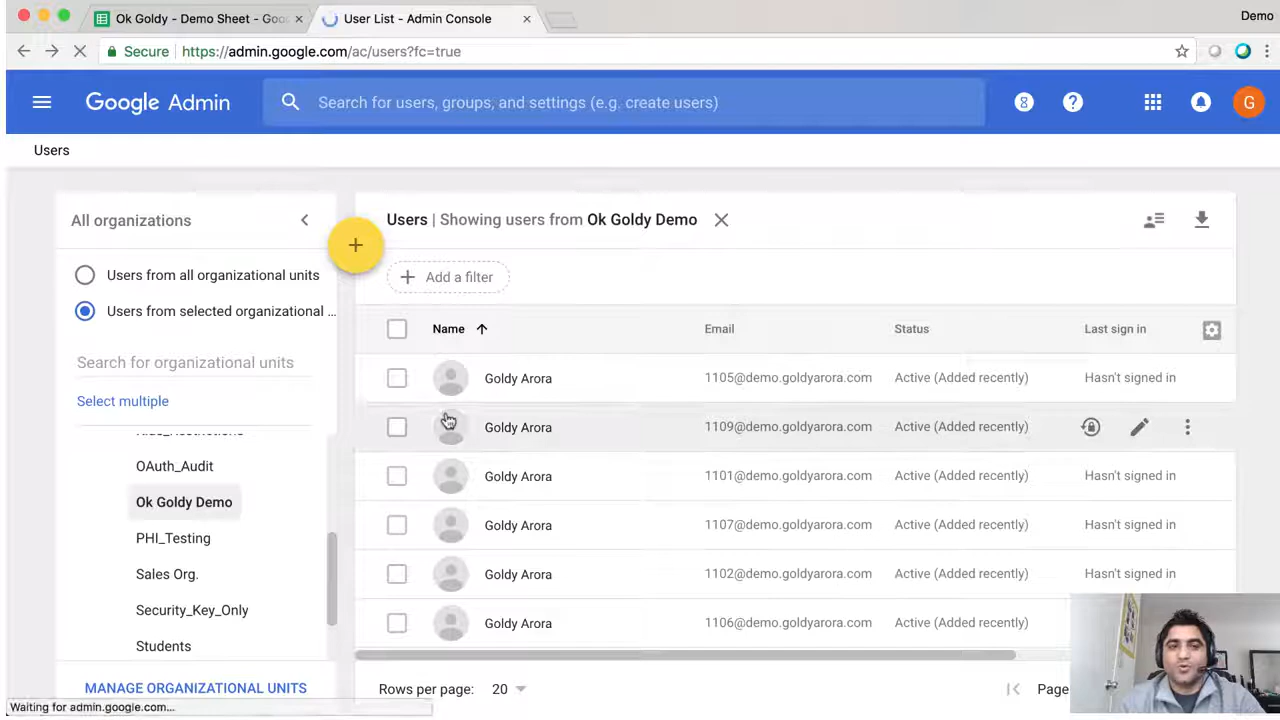 Ok Goldy - Demo Sheet - Goo
User List - Admin Console
Demo
Secure
https://admin.google.com/ac/users?fc=true
Google Admin
Search for users, groups, and settings (e.g. create users)
8
?
G
Users
All organizations
Users from all organizational units
Users from selected organizational ...
Search for organizational units
Select multiple
OAuth_Audit
Ok Goldy Demo
PHI_Testing
Sales Org.
Security_Key_Only
Students
MANAGE ORGANIZATIONAL UNITS
Waiting for admin.google.com...
Users | Showing users from Ok Goldy Demo
Add a filter
Name Email Status Last sign in
Goldy Arora 1105@demo.goldyarora.com Active (Added recently) Hasn't signed in
Goldy Arora 1109@demo.goldyarora.com Active (Added recently)
Goldy Arora 1101@demo.goldyarora.com Active (Added recently) Hasn't signed in
Goldy Arora 1107@demo.goldyarora.com Active (Added recently) Hasn't signed in
Goldy Arora 1102@demo.goldyarora.com Active (Added recently) Hasn't signed in
Goldy Arora 1106@demo.goldyarora.com Active (Added recently)
Rows per page: 20
Page